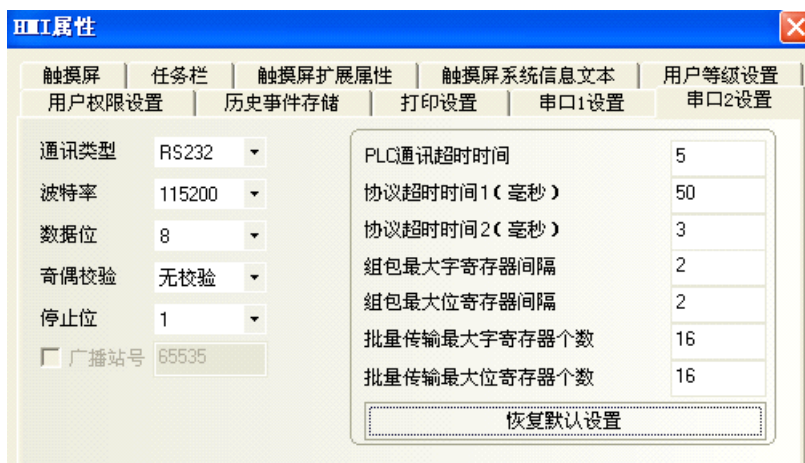 HMI属性
触摸屏 任务栏 触摸屏扩展属性 触摸屏系统信息文本 用户等级设置
用户权限设置 历史事件存储 打印设置 串口1设置 串口2设置
通讯类型 RS232
波特率 115200
数据位 8
奇偶校验 无校验
停止位 1
广播站号 65535
PLC通讯超时时间 5
协议超时时间1(毫秒) 50
协议超时时间2(毫秒) 3
组包最大字寄存器间隔 2
组包最大位寄存器间隔 2
批量传输最大字寄存器个数 16
批量传输最大位寄存器个数 16
恢复默认设置